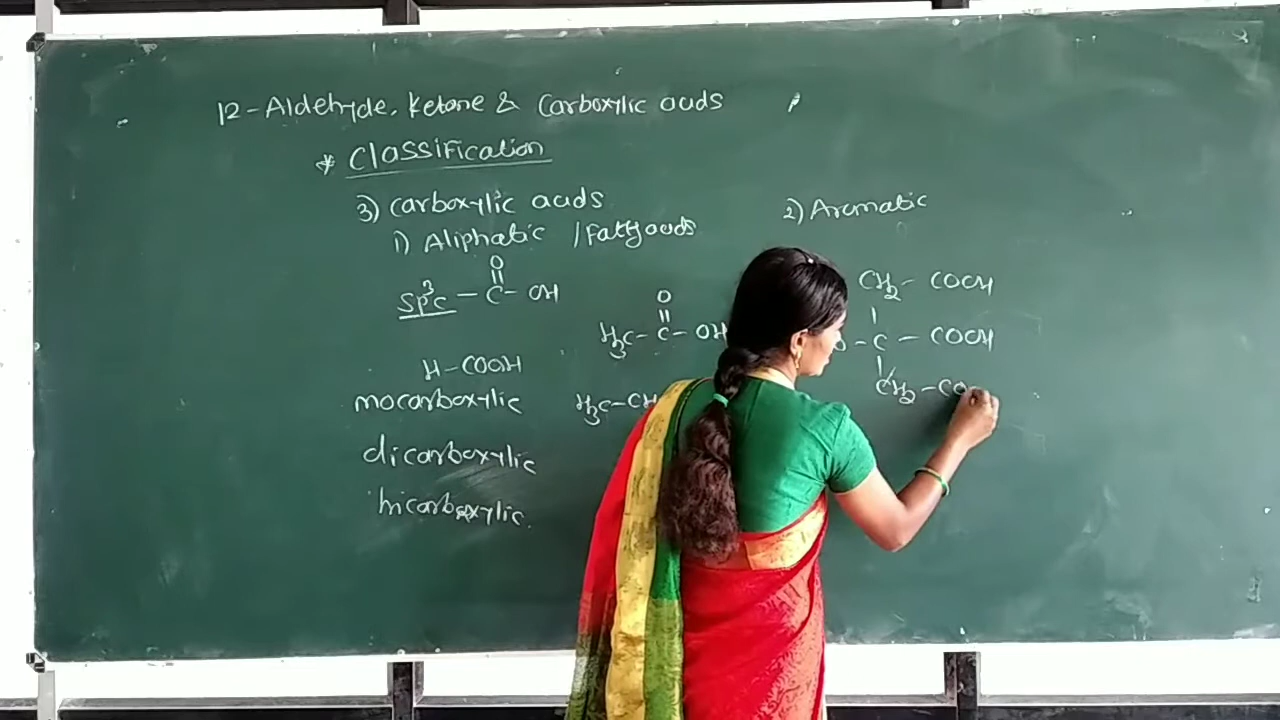 12-Aldehyde, Ketone & Carboxylic acids
* Classification
3) carboxylic acids
1) Aliphatic / Fatty acids
2) Aromatic
O
SP³C - C - OH
O
H₃C - C - OH
H-COOH
mocarboxylic
H₃C-CH
dicarboxylic
tricarboxylic.
CH₂ - COOH
- C - COOH
CH₂ - CO